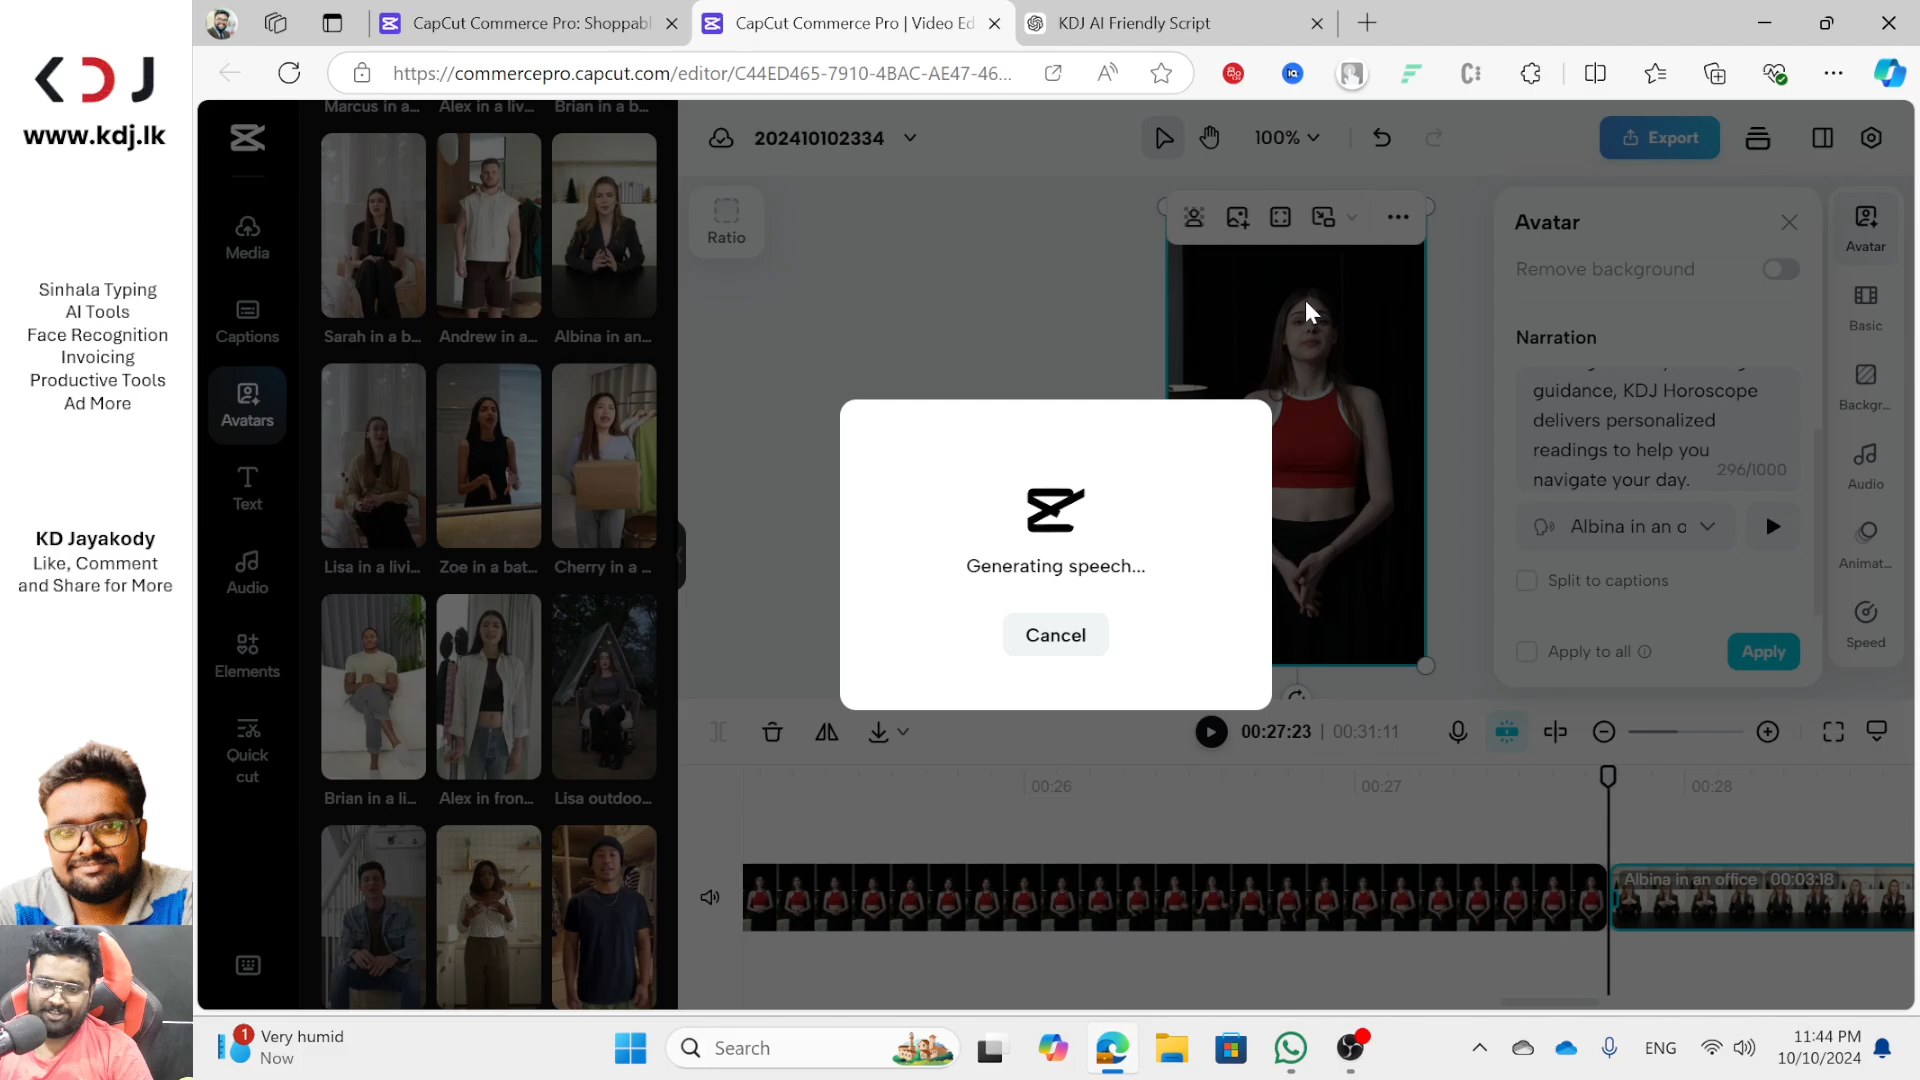 KDJ
www.kdj.lk
Sinhala Typing
AI Tools
Face Recognition
Invoicing
Productive Tools
Ad More
KD Jayakody
Like, Comment
and Share for More
CapCut Commerce Pro: Shoppabl
CapCut Commerce Pro | Video Ed
KDJ AI Friendly Script
https://commercepro.capcut.com/editor/C44ED465-7910-4BAC-AE47-46...
Media
Captions
Avatars
Text
Audio
Elements
Quick
cut
Marcus in a...
Alex in a liv...
Brian in a b...
Sarah in a b...
Andrew in a...
Albina in an...
Lisa in a livi...
Zoe in a bat...
Cherry in a ...
Brian in a li...
Alex in fron...
Lisa outdoo...
202410102334
100%
Export
Ratio
Generating speech...
Cancel
Avatar
Remove background
Narration
guidance, KDJ Horoscope
delivers personalized
readings to help you
navigate your day.
296/1000
Albina in an o
Split to captions
Apply to all
Apply
Avatar
Basic
Backgr...
Audio
Animat...
Speed
00:27:23 | 00:31:11
00:26
00:27
00:28
Albina in an office 00:03:18
1
Very humid
Now
Search
ENG
11:44 PM
10/10/2024